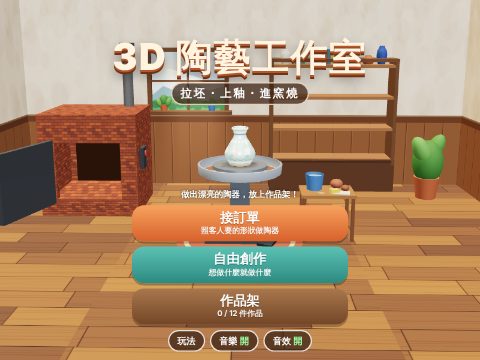 3D 陶藝工作室
拉坯・上釉・進窯燒
做出漂亮的陶器，放上作品架！
接訂單
照客人要的形狀做陶器
自由創作
想做什麼就做什麼
作品架
0 / 12 件作品
玩法
音樂 開
音效 開